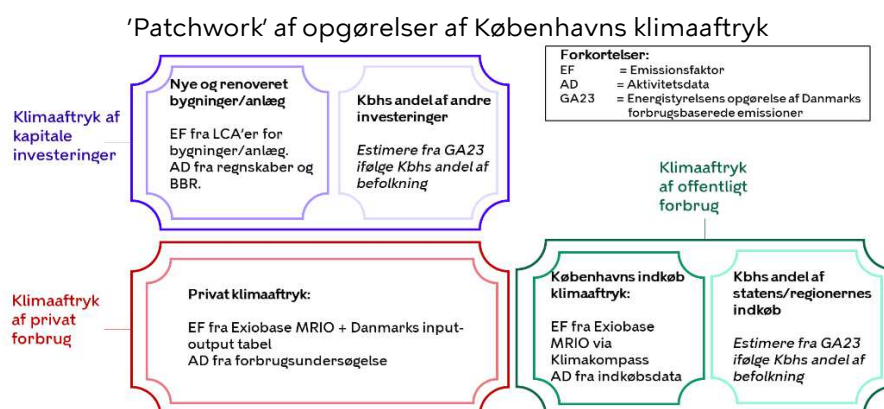 'Patchwork' af opgørelser af Københavns klimaaftryk
Forkortelser:
EF = Emissionsfaktor
AD = Aktivitetsdata
GA23 = Energistyrelsens opgørelse af Danmarks
forbrugsbaserede emissioner
Klimaaftryk af
kapitale
investeringer
Nye og renoveret
bygninger/anlæg
EF fra LCA'er for
bygninger/anlæg.
AD fra regnskaber og
BBR.
Kbhs andel af andre
investeringer
Estimere fra GA23
ifølge Kbhs andel af
befolkning
Klimaaftryk
af offentligt
forbrug
Klimaaftryk
af privat
forbrug
Privat klimaaftryk:
EF fra Exiobase MRIO + Danmarks input-
output tabel
AD fra forbrugsundersøgelse
Københavns indkøb
klimaaftryk:
EF fra Exiobase
MRIO via
Klimakompass
AD fra indkøbsdata
Kbhs andel af
statens/regionernes
indkøb
Estimere fra GA23
ifølge Kbhs andel af
befolkning